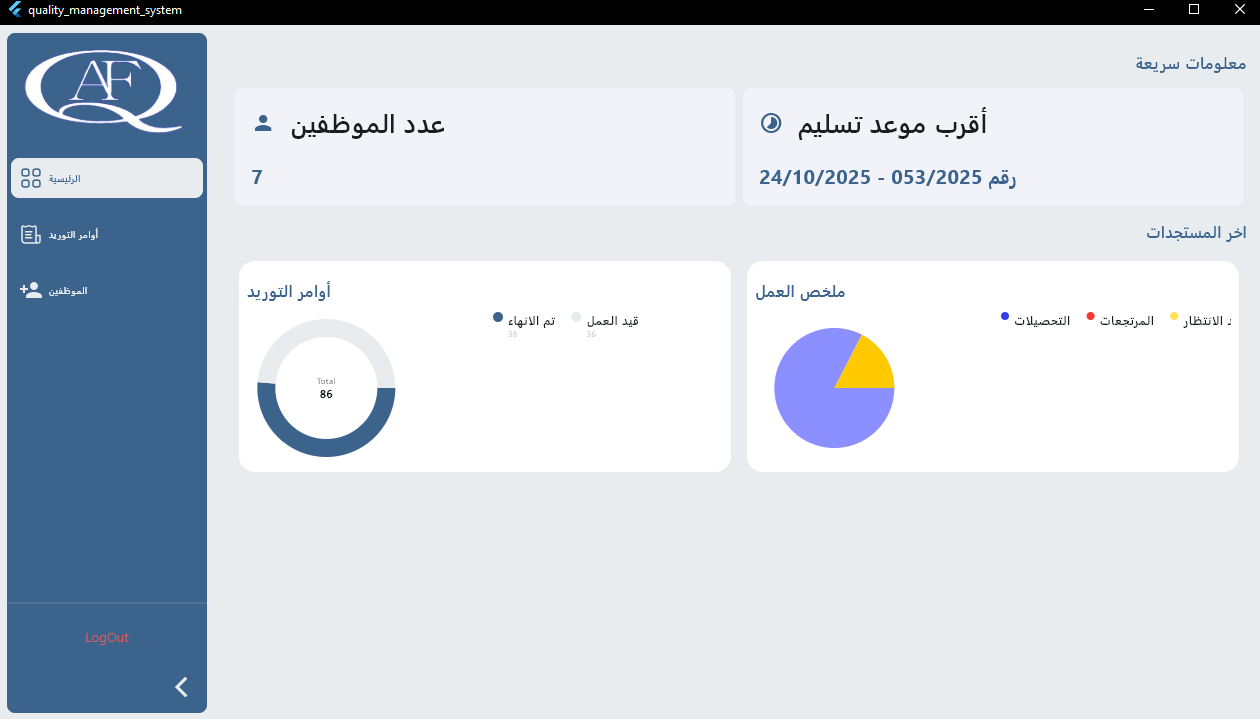 quality_management_system
AFQ
الرئيسية
أوامر التوريد
الموظفين
LogOut
معلومات سريعة
أقرب موعد تسليم
رقم 053/2025 - 24/10/2025
عدد الموظفين
7
اخر المستجدات
ملخص العمل
التحصيلات
المرتجعات
د الانتظار
أوامر التوريد
تم الانهاء
38
قيد العمل
36
Total
86